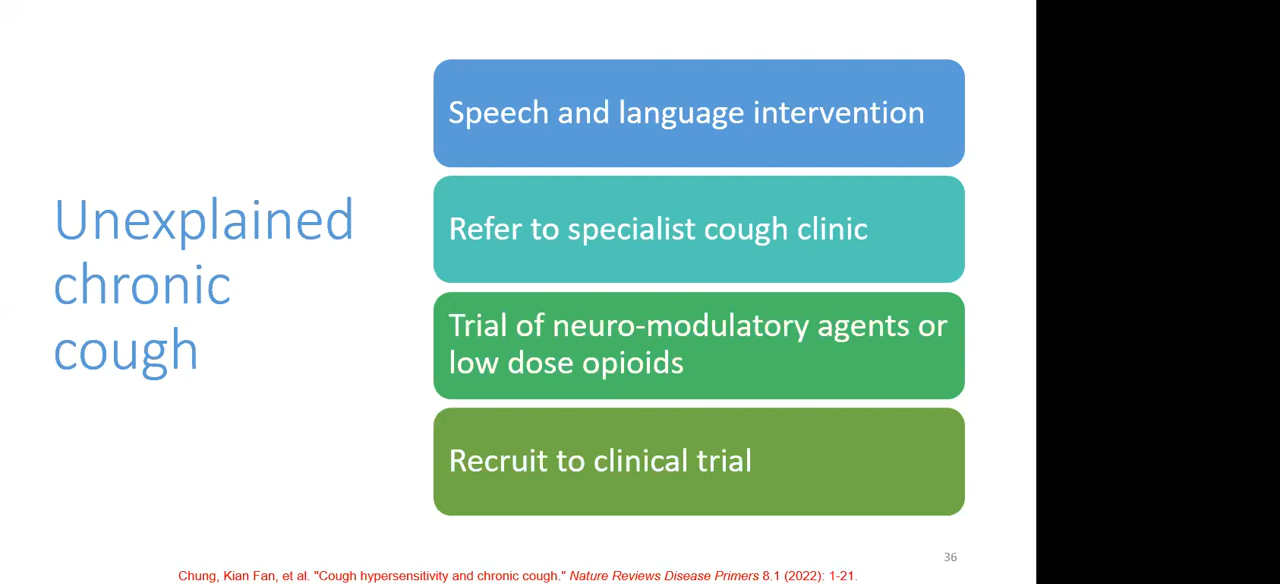 Unexplained
chronic
cough
Speech and language intervention
Refer to specialist cough clinic
Trial of neuro-modulatory agents or
low dose opioids
Recruit to clinical trial
36
Chung, Kian Fan, et al. "Cough hypersensitivity and chronic cough." Nature Reviews Disease Primers 8.1 (2022): 1-21.